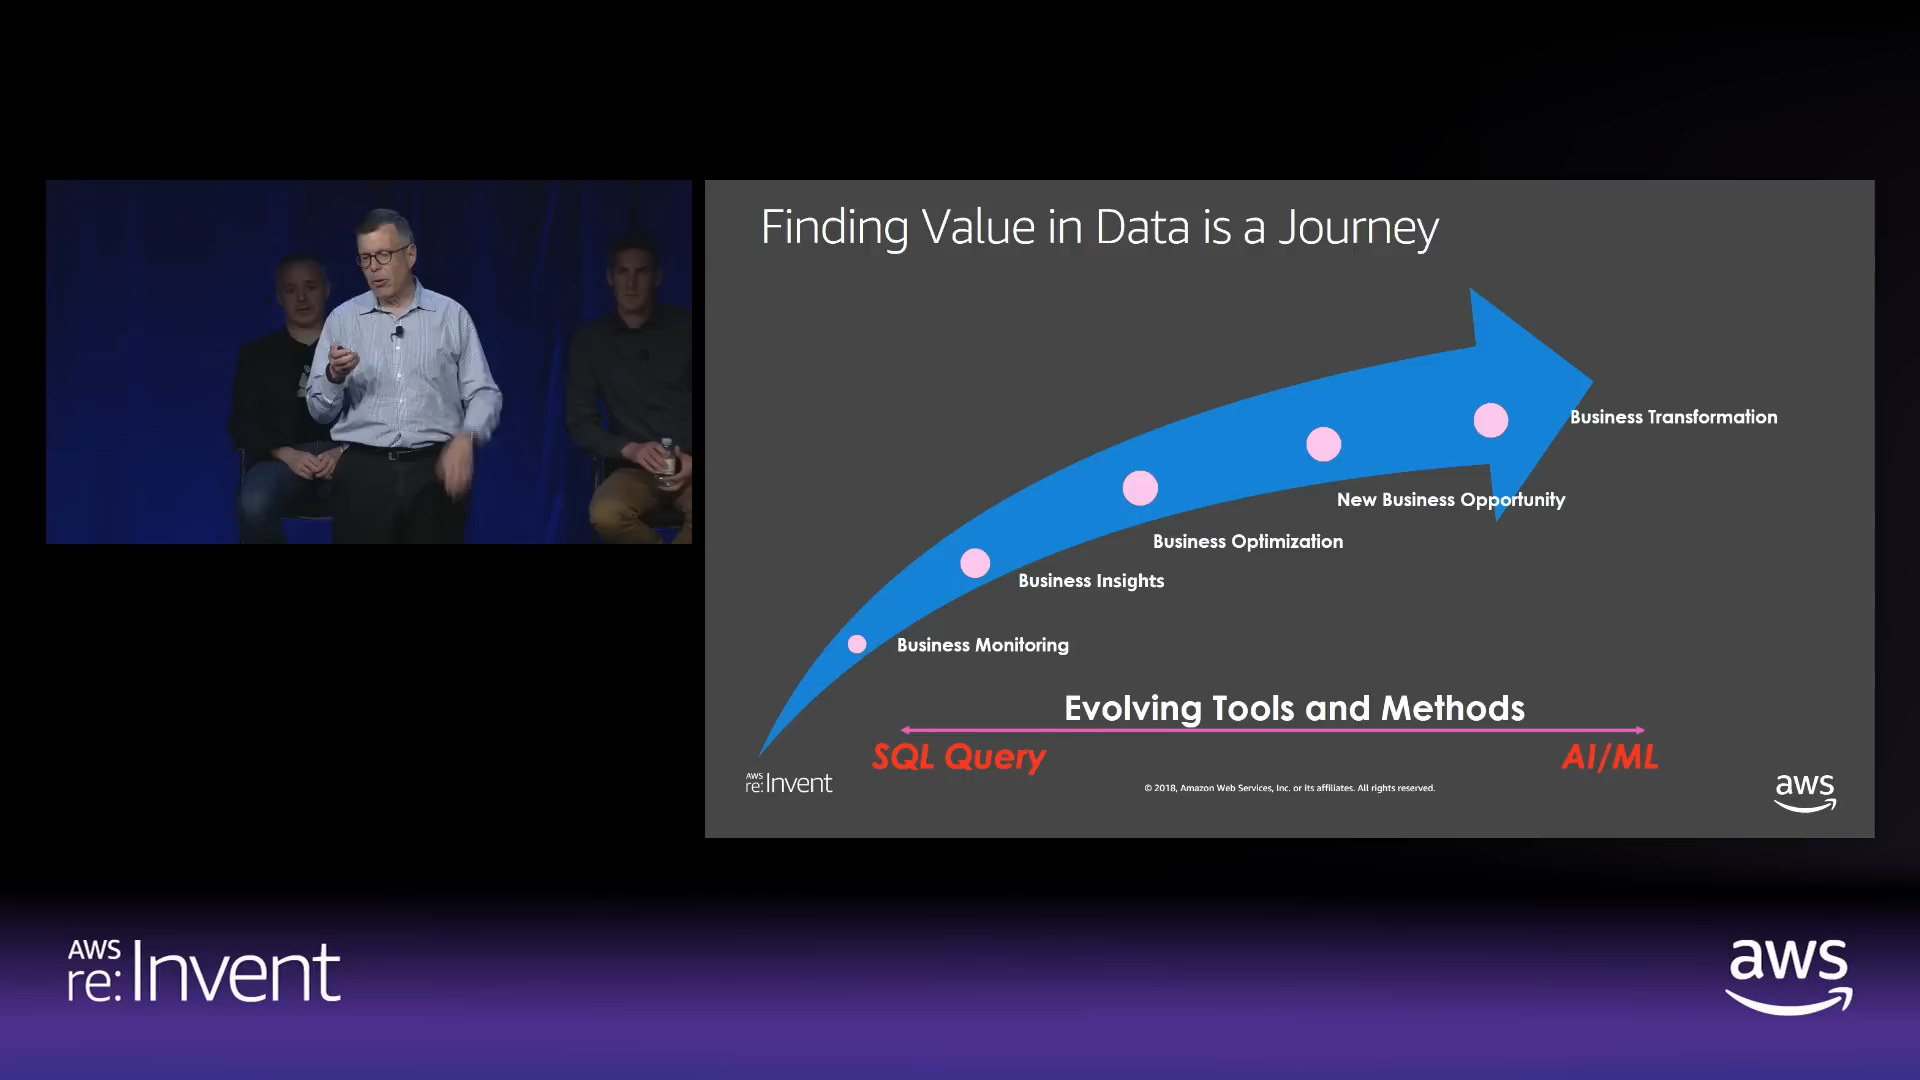 Finding Value in Data is a Journey
Business Transformation
New Business Opportunity
Business Optimization
Business Insights
Business Monitoring
Evolving Tools and Methods
SQL Query
AI/ML
AWS
re:Invent
© 2018, Amazon Web Services, Inc. or its affiliates. All rights reserved.
aws
AWS
re:Invent
aws